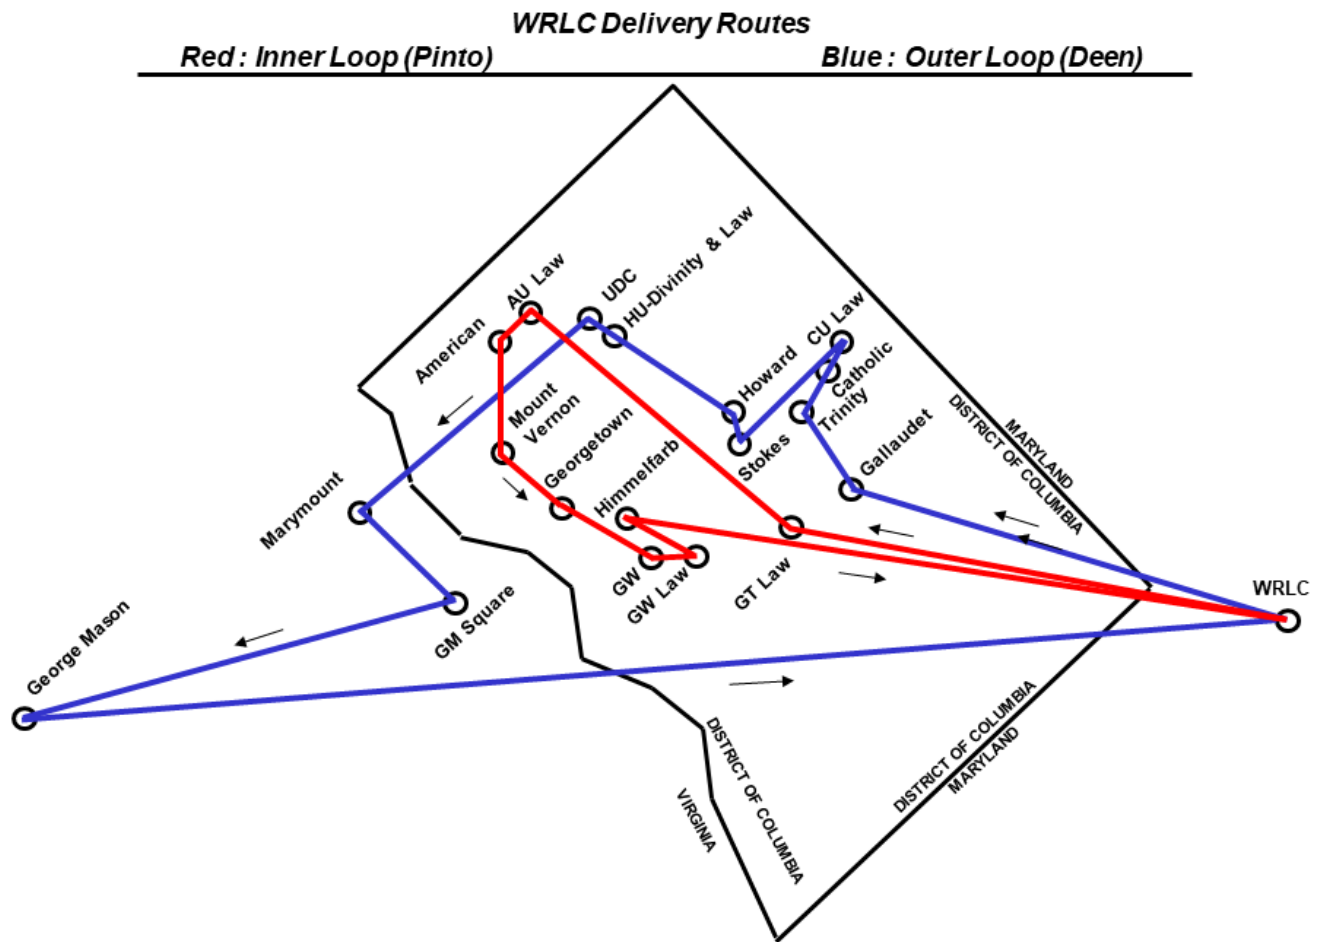 WRLC Delivery Routes
Red : Inner Loop (Pinto)
Blue : Outer Loop (Deen)
AU Law
UDC
HU-Divinity & Law
American
CU Law
Howard
Catholic
Mount
Vernon
Trinity
Georgetown
Stokes
Gallaudet
MARYLAND
DISTRICT OF COLUMBIA
Himmelfarb
Marymount
GW
GW Law
GT Law
WRLC
GM Square
George Mason
DISTRICT OF COLUMBIA
MARYLAND
DISTRICT OF COLUMBIA
VIRGINIA